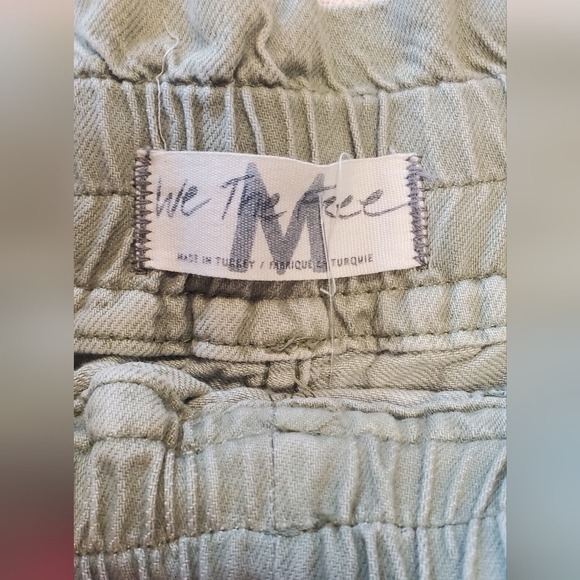 We The Free
M
MADE IN TURKEY / FABRIQUÉ EN TURQUIE